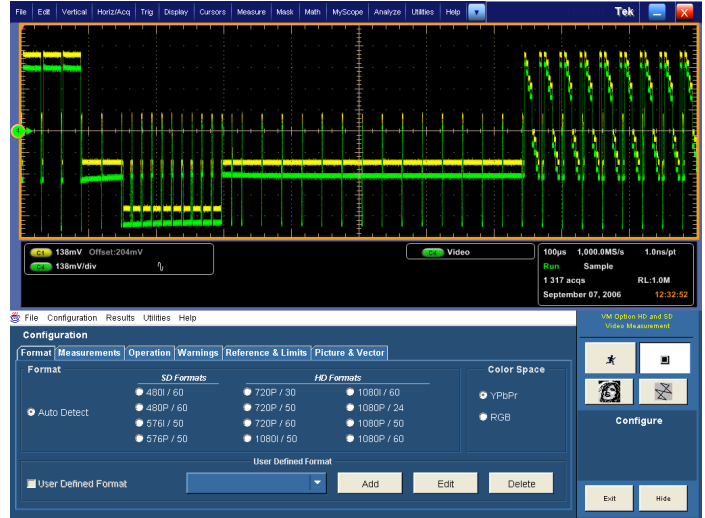 File Edit Vertical Horiz/Acq Trig Display Cursors Measure Mask Math MyScope Analyze Utilities Help Tek X
4
C1 138mV Offset:204mV
C4 138mV/div
C4 Video
100µs 1,000.0MS/s 1.0ns/pt
Run Sample
1 317 acqs RL:1.0M
September 07, 2006 12:32:52
File Configuration Results Utilities Help
Configuration
Format Measurements Operation Warnings Reference & Limits Picture & Vector
Format
SD Formats HD Formats
Auto Detect
480I / 60 720P / 30 1080I / 60
480P / 60 720P / 50 1080P / 24
576I / 50 720P / 60 1080P / 50
576P / 50 1080I / 50 1080P / 60
Color Space
YPbPr
RGB
User Defined Format
User Defined Format Add Edit Delete
VM Option HD and SD
Video Measurement
Configure
Exit Hide